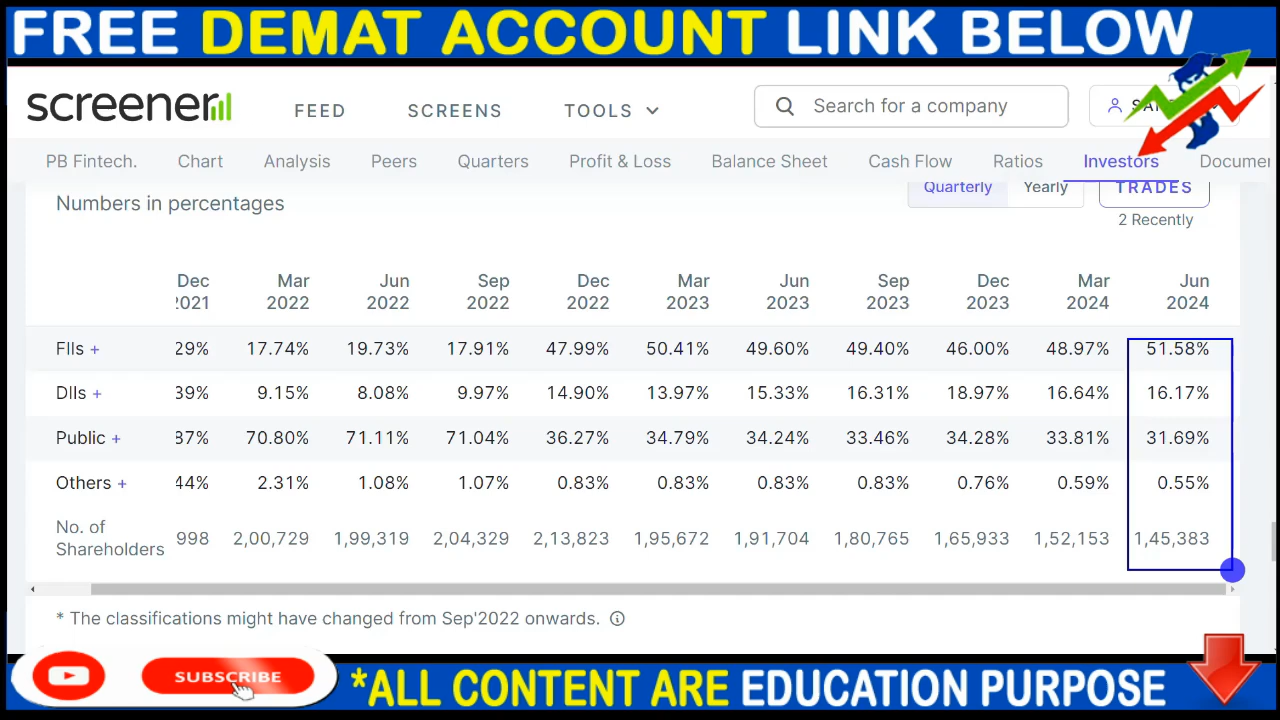 FREE DEMAT ACCOUNT LINK BELOW
screener FEED SCREENS TOOLS Search for a company
PB Fintech. Chart Analysis Peers Quarters Profit & Loss Balance Sheet Cash Flow Ratios Investors Documen
Numbers in percentages Quarterly Yearly TRADES
2 Recently
Dec Mar Jun Sep Dec Mar Jun Sep Dec Mar Jun
2021 2022 2022 2022 2022 2023 2023 2023 2023 2024 2024
FIIs + 29% 17.74% 19.73% 17.91% 47.99% 50.41% 49.60% 49.40% 46.00% 48.97% 51.58%
DIIs + 39% 9.15% 8.08% 9.97% 14.90% 13.97% 15.33% 16.31% 18.97% 16.64% 16.17%
Public + 37% 70.80% 71.11% 71.04% 36.27% 34.79% 34.24% 33.46% 34.28% 33.81% 31.69%
Others + 44% 2.31% 1.08% 1.07% 0.83% 0.83% 0.83% 0.83% 0.76% 0.59% 0.55%
No. of
Shareholders 998 2,00,729 1,99,319 2,04,329 2,13,823 1,95,672 1,91,704 1,80,765 1,65,933 1,52,153 1,45,383
* The classifications might have changed from Sep'2022 onwards.
SUBSCRIBE
*ALL CONTENT ARE EDUCATION PURPOSE